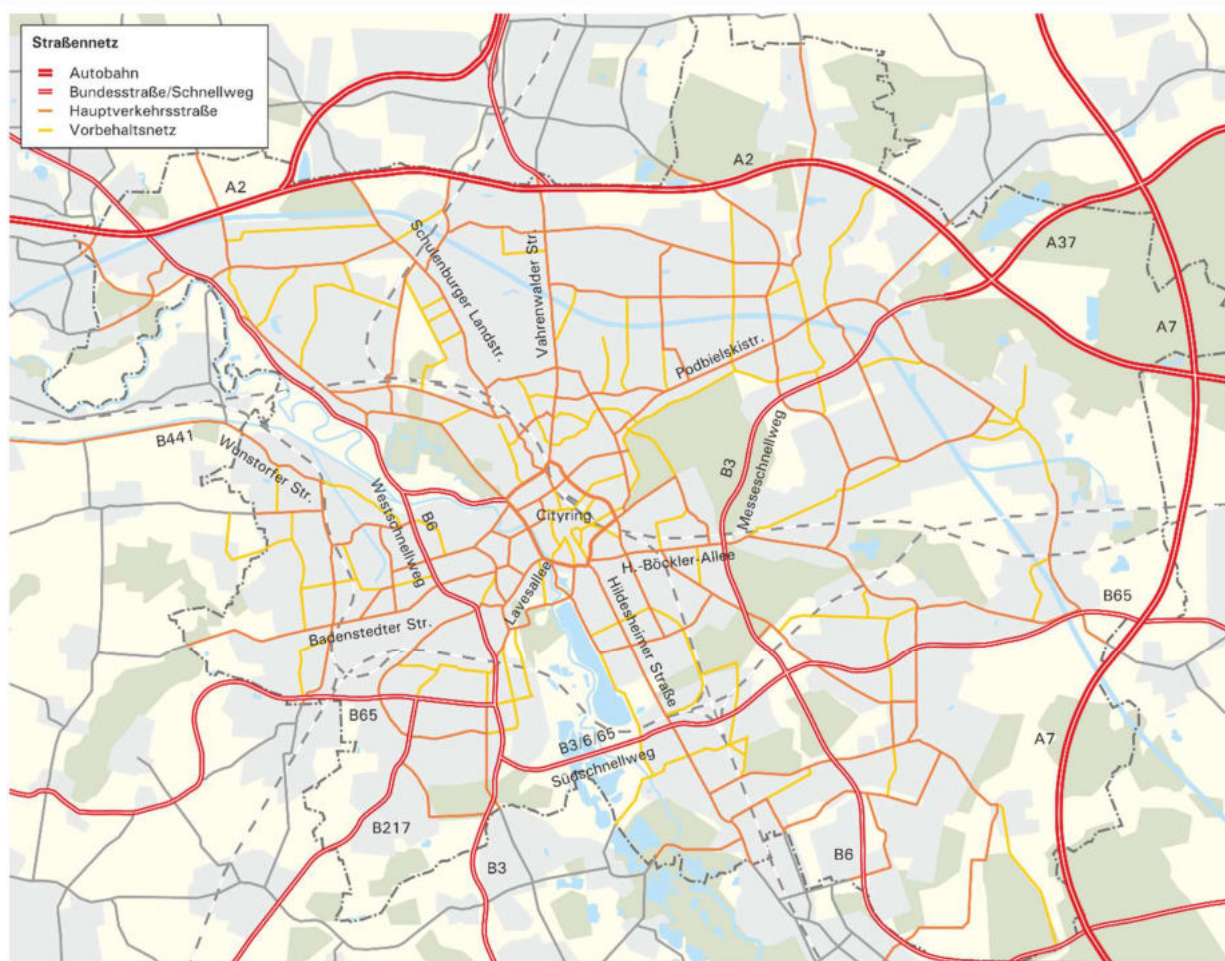 Straßennetz
Autobahn
Bundesstraße/Schnellweg
Hauptverkehrsstraße
Vorbehaltsnetz
A2
A2
A37
A7
Schulenburger Landstr.
Vahrenwalder Str.
Podbielskistr.
B441
Wunstorfer Str.
Westschnellweg
B6
Cityring
B3
Messeschnellweg
H.-Böckler-Allee
Lavesallee
Hildesheimer Straße
Badenstedter Str.
B65
B65
B3/6/65
Südschnellweg
A7
B217
B3
B6